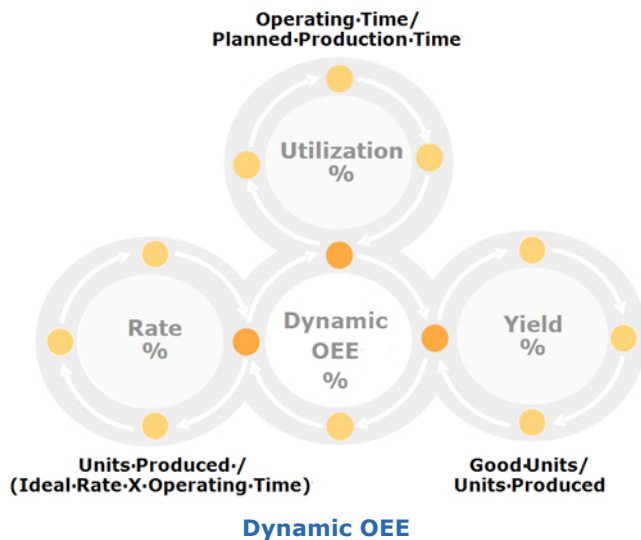 Operating·Time/
Planned·Production·Time
Utilization
%
Rate
%
Dynamic
OEE
%
Yield
%
Units·Produced·/
(Ideal·Rate·X·Operating·Time)
Good·Units/
Units·Produced
Dynamic OEE